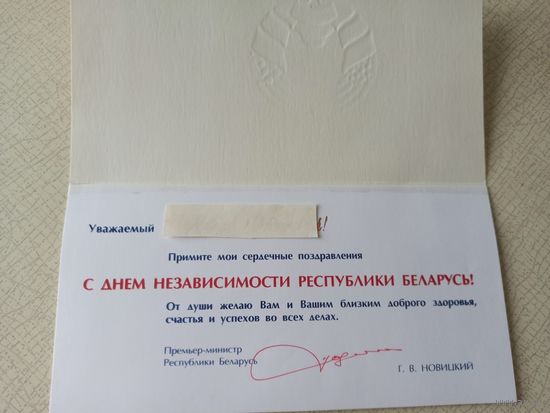 Уважаемый !
Примите мои сердечные поздравления
С ДНЕМ НЕЗАВИСИМОСТИ РЕСПУБЛИКИ БЕЛАРУСЬ!
От души желаю Вам и Вашим близким доброго здоровья,
счастья и успехов во всех делах.
Премьер-министр
Республики Беларусь
Г. В. НОВИЦКИЙ